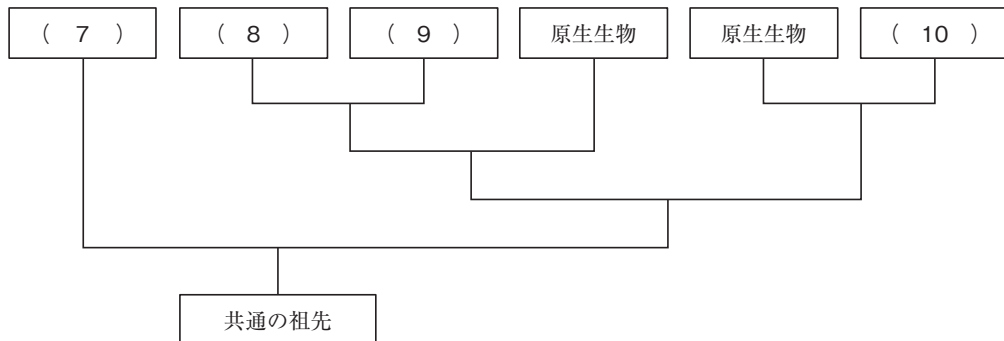 ( 7 )
( 8 )
( 9 )
原生生物
原生生物
( 10 )
共通の祖先